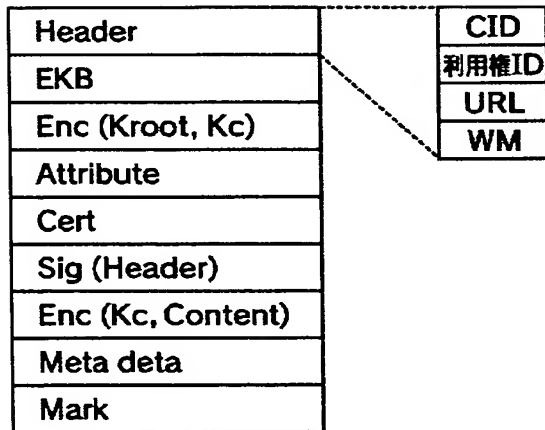 Header
EKB
Enc (Kroot, Kc)
Attribute
Cert
Sig (Header)
Enc (Kc, Content)
Meta deta
Mark
CID
利用権ID
URL
WM